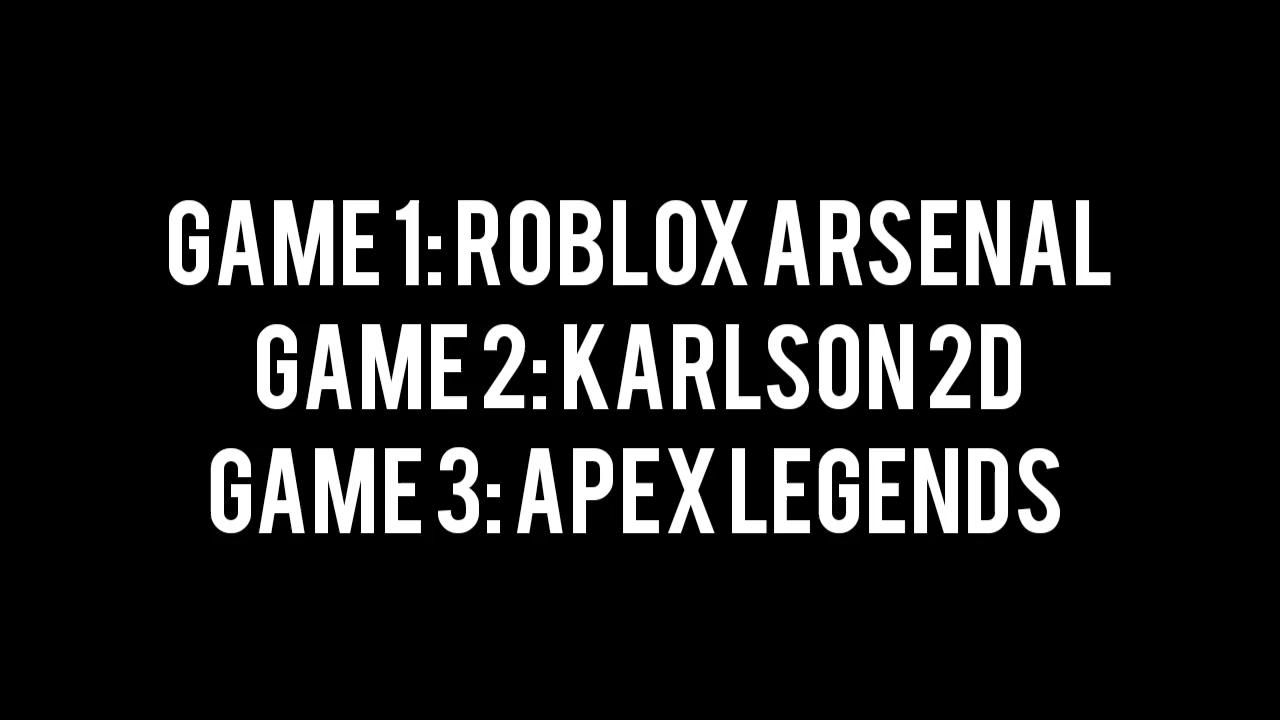 GAME 1: ROBLOX ARSENAL
GAME 2: KARLSON 2D
GAME 3: APEX LEGENDS